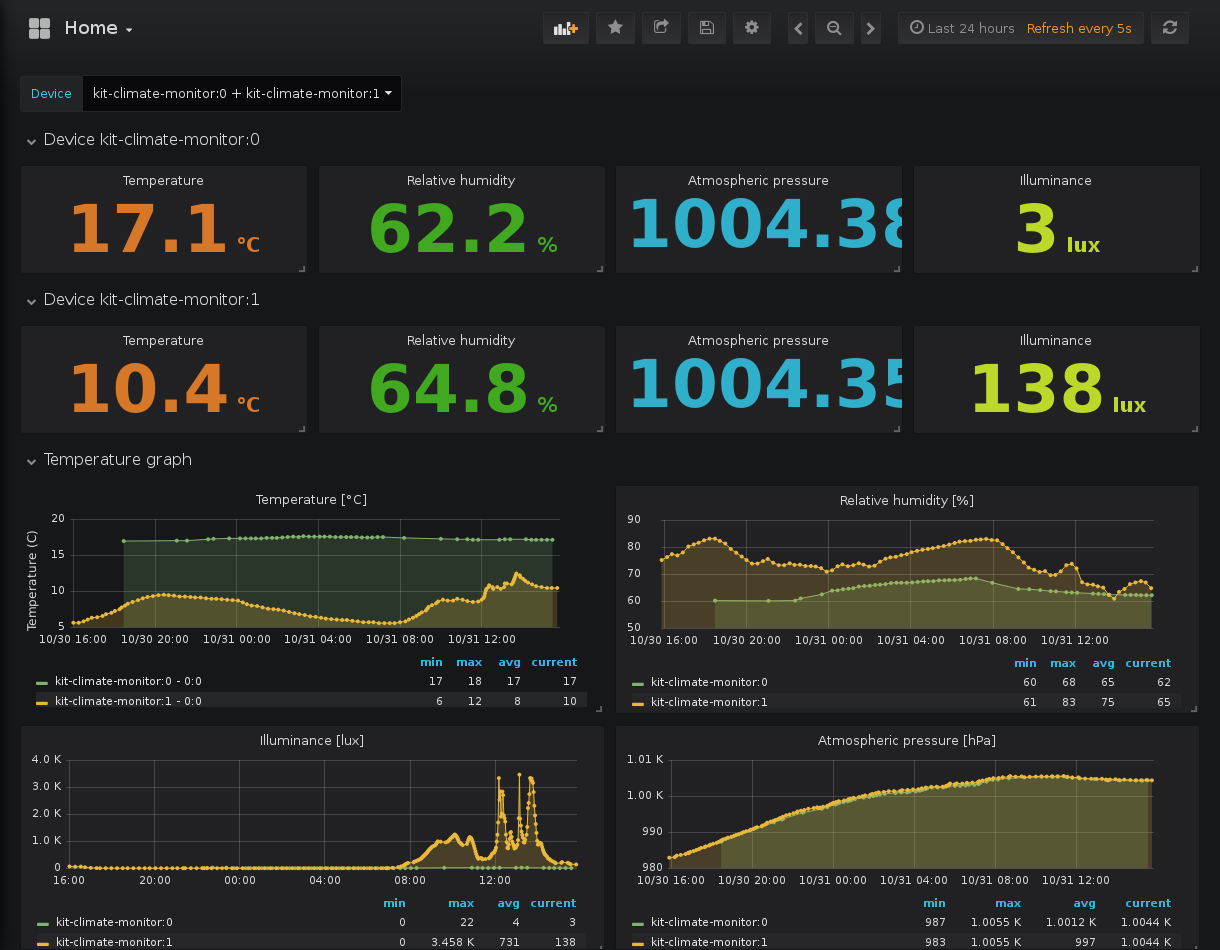 Home
Last 24 hours Refresh every 5s
Device kit-climate-monitor:0 + kit-climate-monitor:1
Device kit-climate-monitor:0
Temperature Relative humidity Atmospheric pressure Illuminance
17.1 °C 62.2 % 1004.38 3 lux
Device kit-climate-monitor:1
Temperature Relative humidity Atmospheric pressure Illuminance
10.4 °C 64.8 % 1004.35 138 lux
Temperature graph
Temperature [°C]
Temperature (C)
20
15
10
5
10/30 16:00 10/30 20:00 10/31 00:00 10/31 04:00 10/31 08:00 10/31 12:00
min max avg current
kit-climate-monitor:0 - 0:0 17 18 17 17
kit-climate-monitor:1 - 0:0 6 12 8 10
Relative humidity [%]
90
80
70
60
50
10/30 16:00 10/30 20:00 10/31 00:00 10/31 04:00 10/31 08:00 10/31 12:00
min max avg current
kit-climate-monitor:0 60 68 65 62
kit-climate-monitor:1 61 83 75 65
Illuminance [lux]
4.0 K
3.0 K
2.0 K
1.0 K
0
16:00 20:00 00:00 04:00 08:00 12:00
min max avg current
kit-climate-monitor:0 0 22 4 3
kit-climate-monitor:1 0 3.458 K 731 138
Atmospheric pressure [hPa]
1.01 K
1.00 K
990
980
10/30 16:00 10/30 20:00 10/31 00:00 10/31 04:00 10/31 08:00 10/31 12:00
min max avg current
kit-climate-monitor:0 987 1.0055 K 1.0012 K 1.0044 K
kit-climate-monitor:1 983 1.0055 K 997 1.0044 K